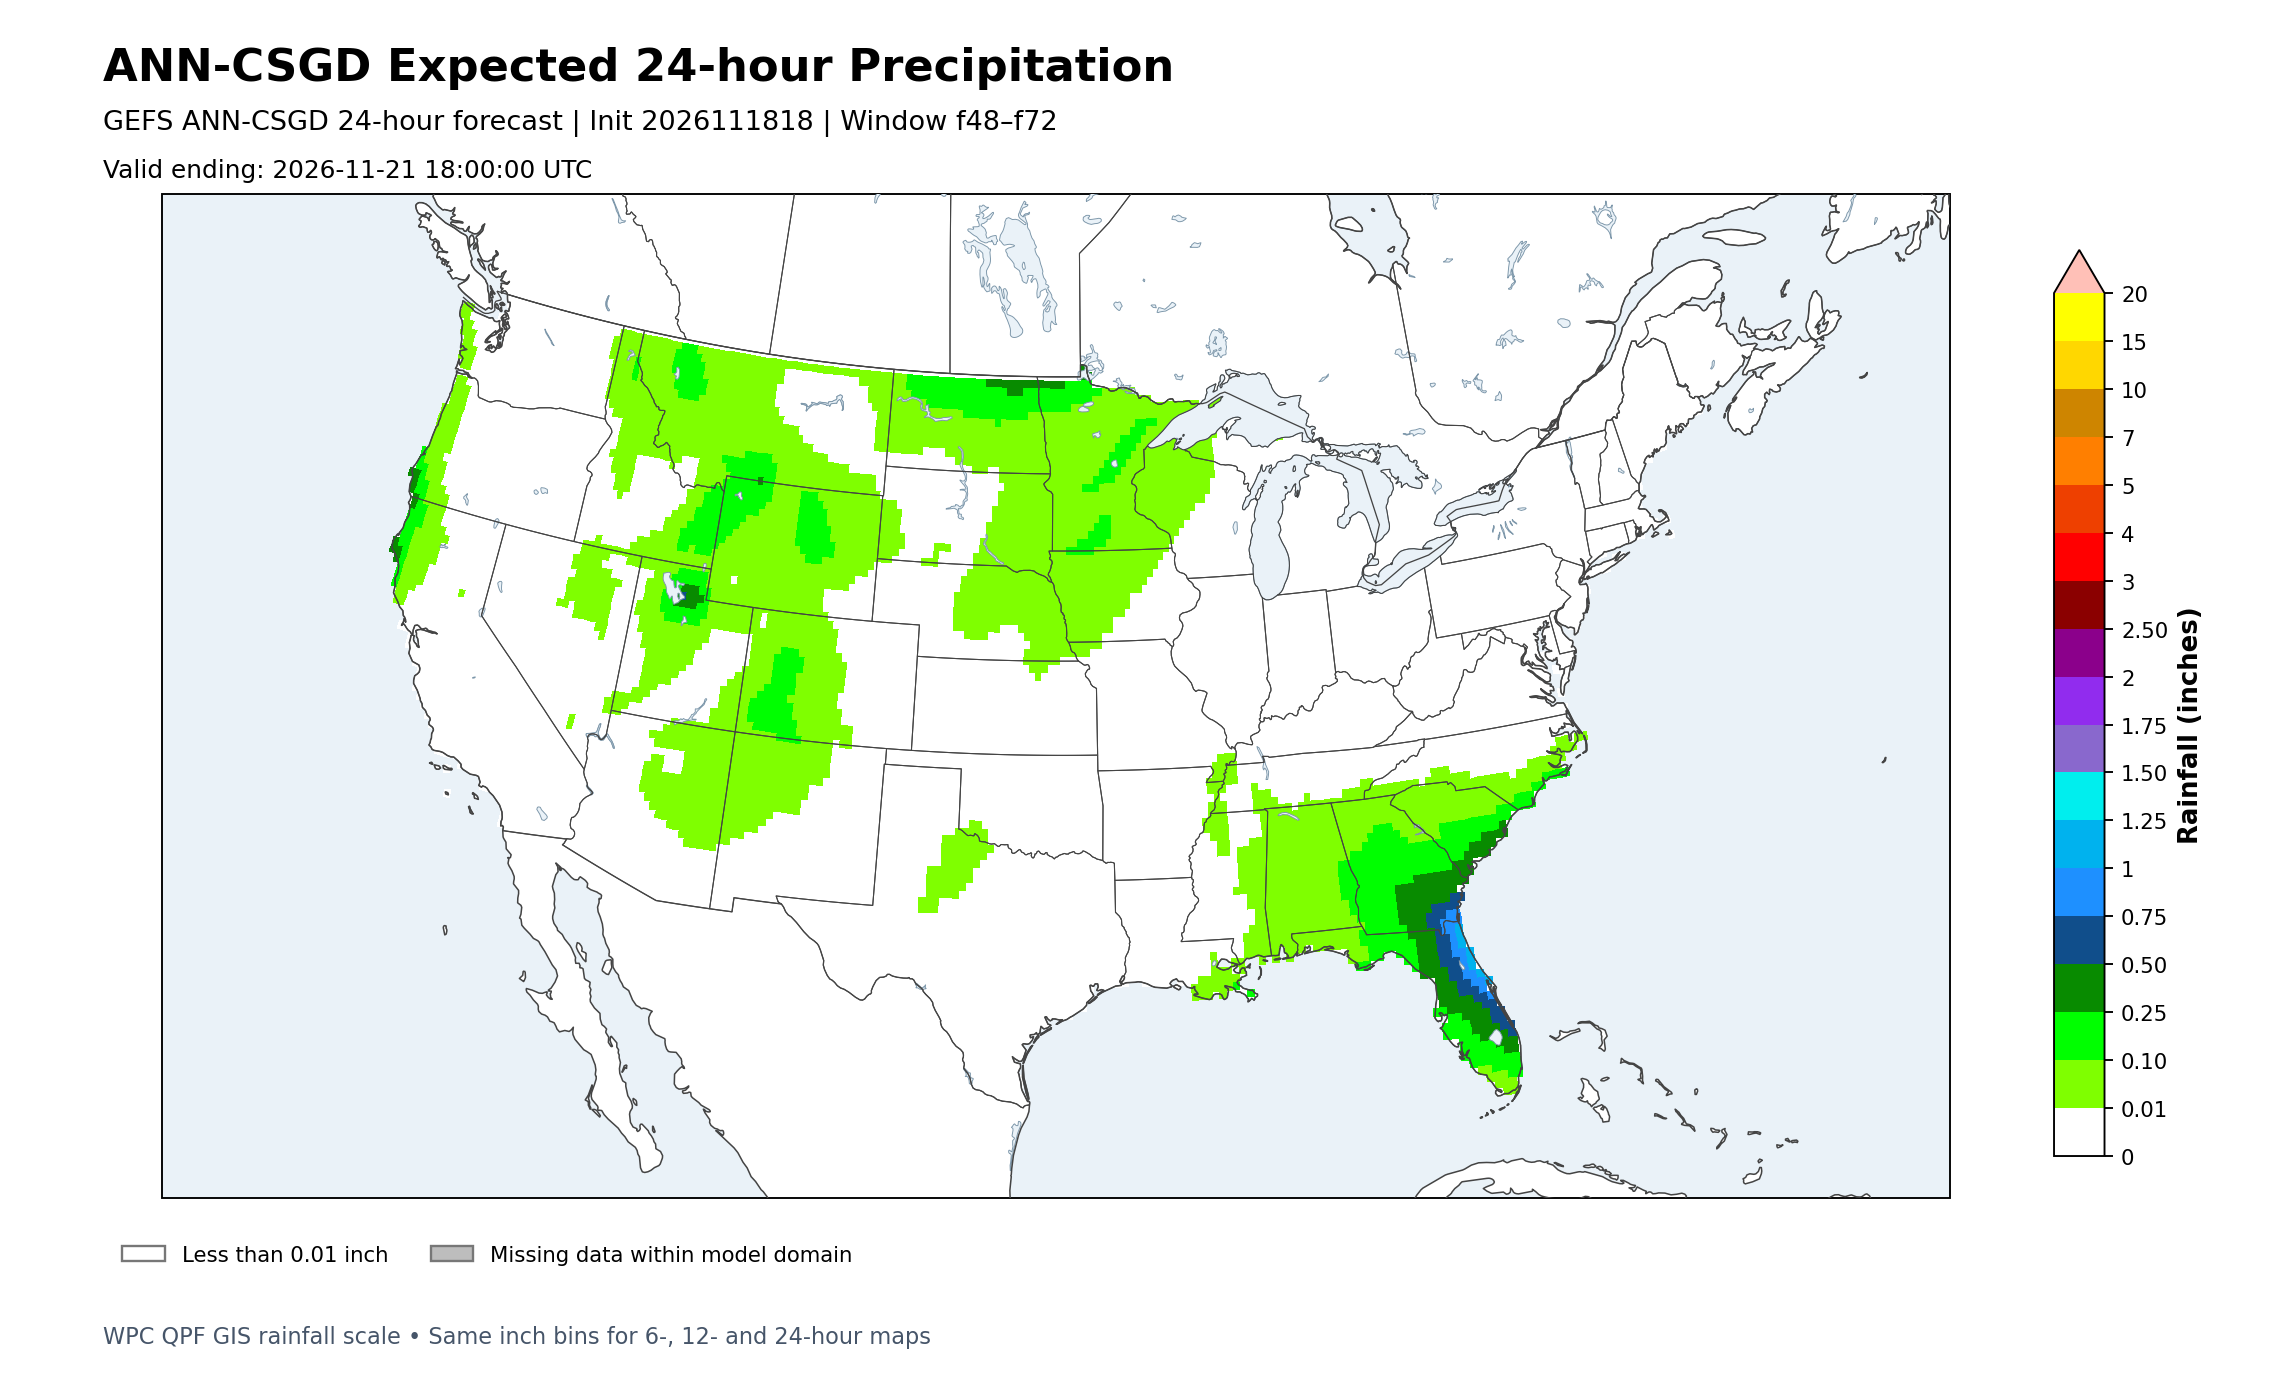 ANN-CSGD Expected 24-hour Precipitation
GEFS ANN-CSGD 24-hour forecast | Init 2026111818 | Window f48–f72
Valid ending: 2026-11-21 18:00:00 UTC
20
15
10
7
5
4
3
2.50
2
1.75
1.50
1.25
1
0.75
0.50
0.25
0.10
0.01
0
Rainfall (inches)
Less than 0.01 inch
Missing data within model domain
WPC QPF GIS rainfall scale • Same inch bins for 6-, 12- and 24-hour maps